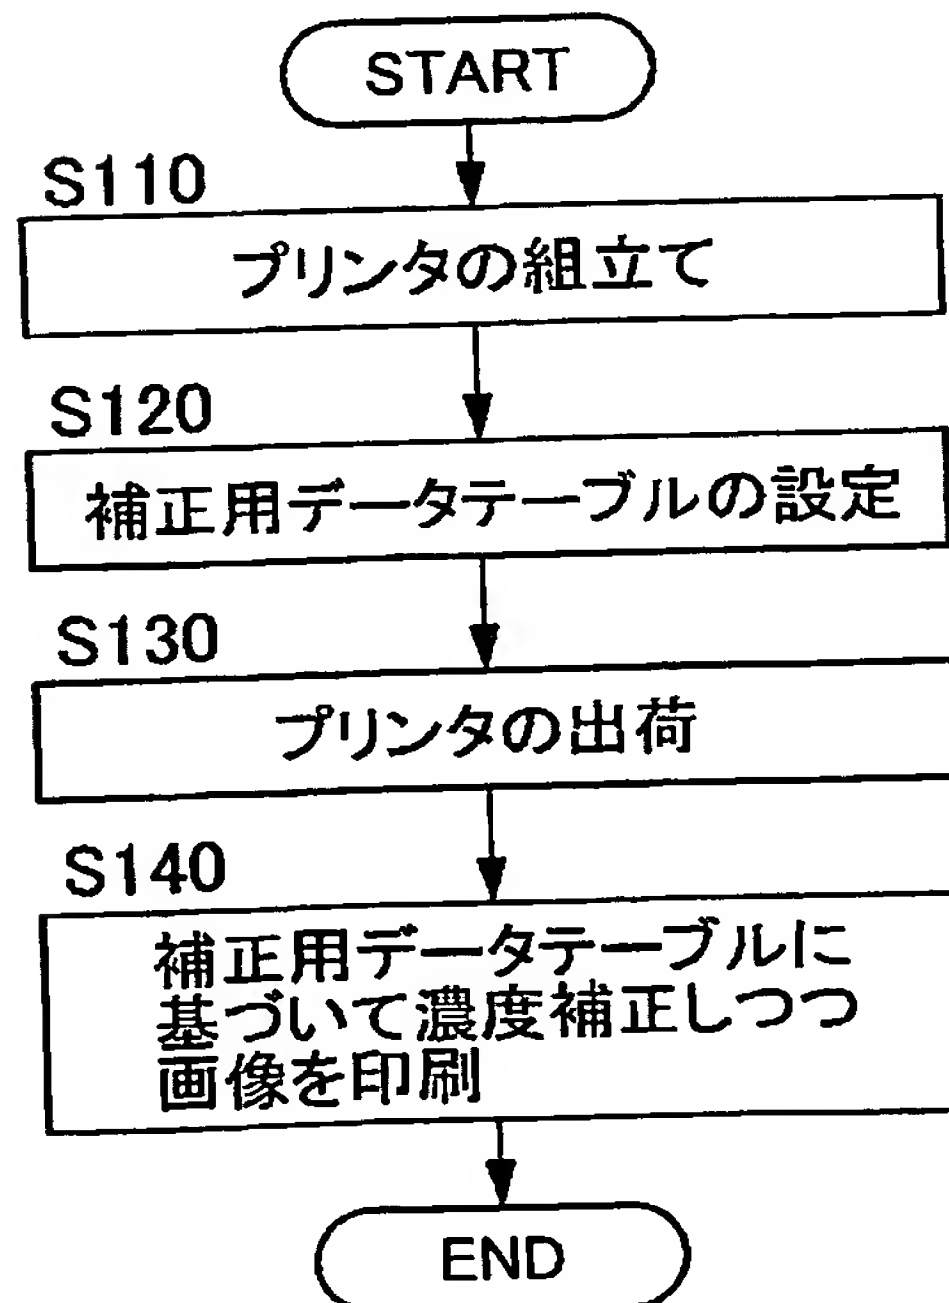 START
S110
プリンタの組立て
S120
補正用データテーブルの設定
S130
プリンタの出荷
S140
補正用データテーブルに
基づいて濃度補正しつつ
画像を印刷
END